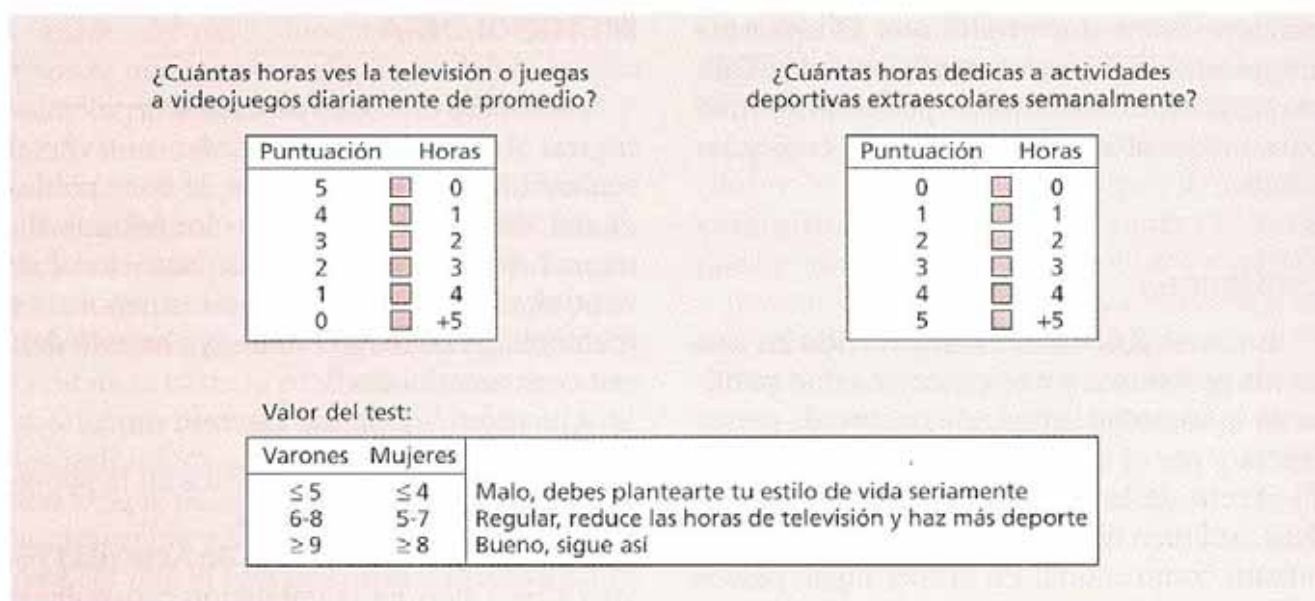 ¿Cuántas horas ves la televisión o juegas
a videojuegos diariamente de promedio?
Puntuación Horas
5 0
4 1
3 2
2 3
1 4
0 +5
¿Cuántas horas dedicas a actividades
deportivas extraescolares semanalmente?
Puntuación Horas
0 0
1 1
2 2
3 3
4 4
5 +5
Valor del test:
Varones Mujeres
≤ 5 ≤ 4 Malo, debes plantearte tu estilo de vida seriamente
6-8 5-7 Regular, reduce las horas de televisión y haz más deporte
≥ 9 ≥ 8 Bueno, sigue así